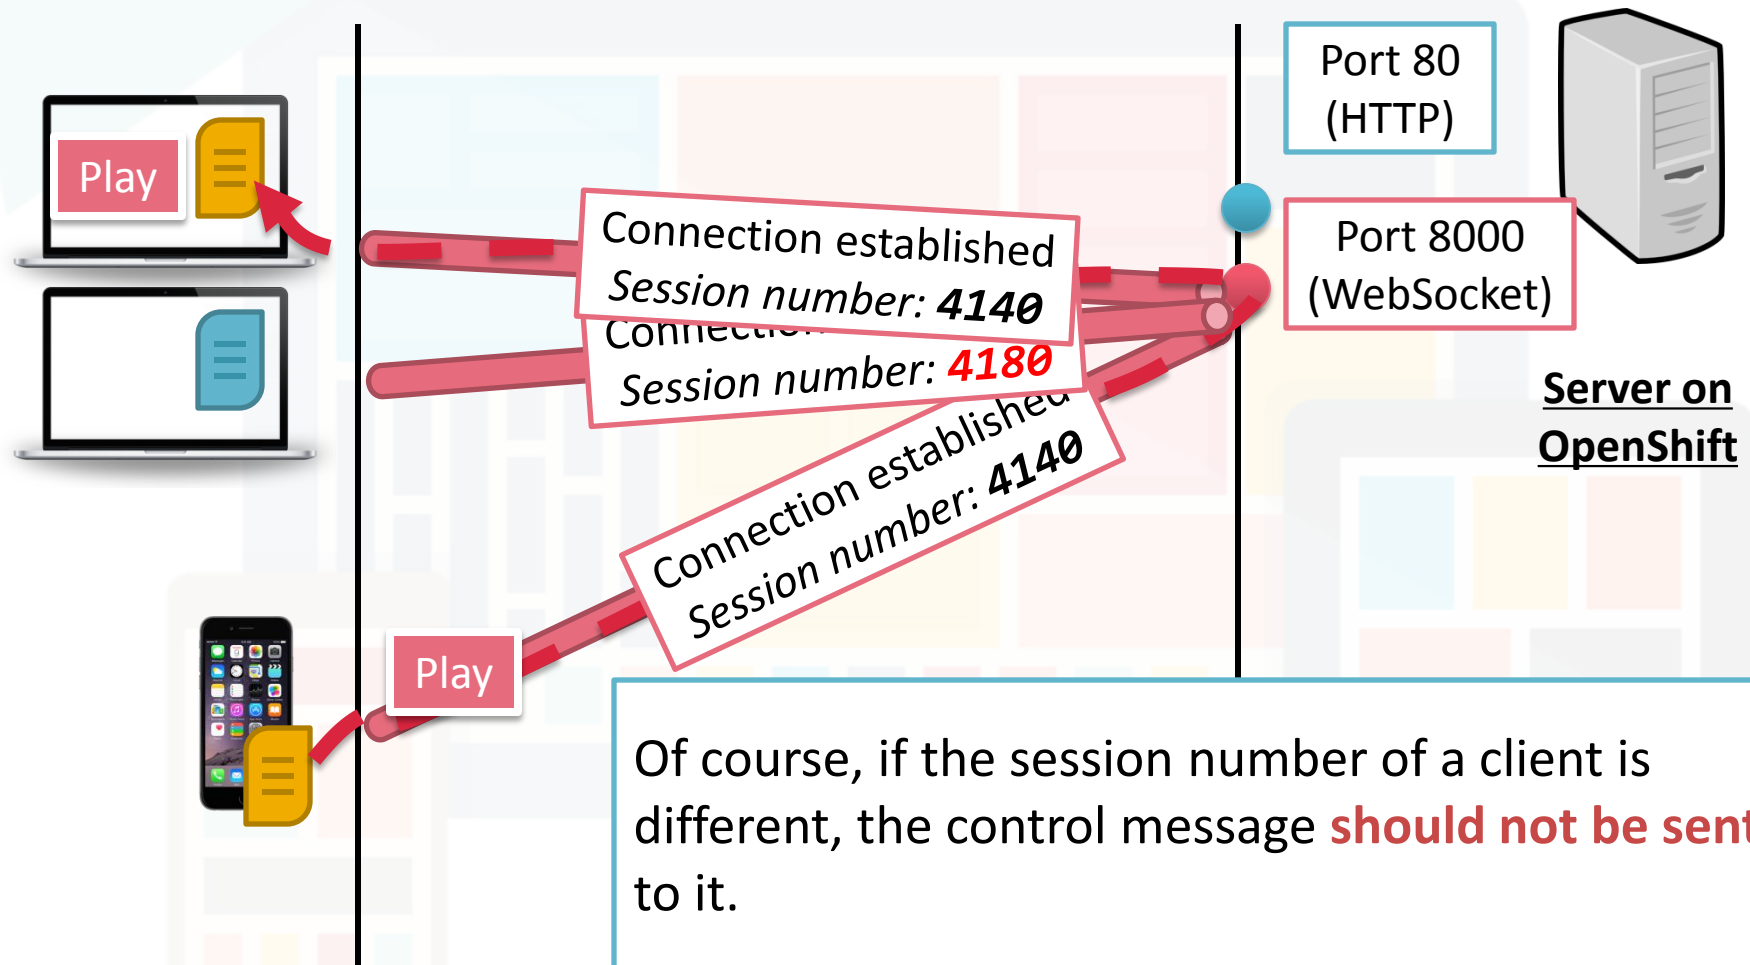 Port 80
(HTTP)
Play
Connection established
Session number: 4140
Port 8000
(WebSocket)
Session number: 4180
Server on
OpenShift
Connection established
Session number: 4140
Play
Of course, if the session number of a client is
different, the control message should not be sent
to it.